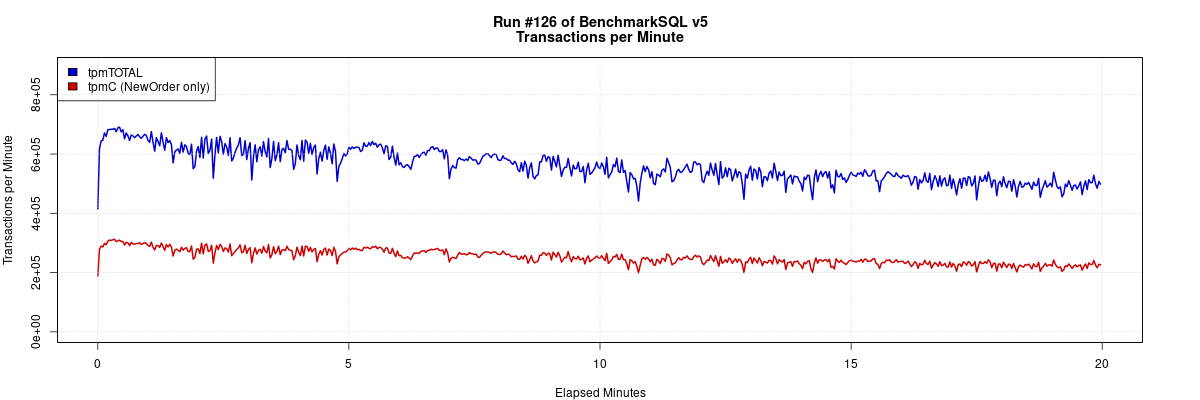 Run #126 of BenchmarkSQL v5
Transactions per Minute
tpmTOTAL
tpmC (NewOrder only)
Transactions per Minute
8e+05
6e+05
4e+05
2e+05
0e+00
0 5 10 15 20
Elapsed Minutes